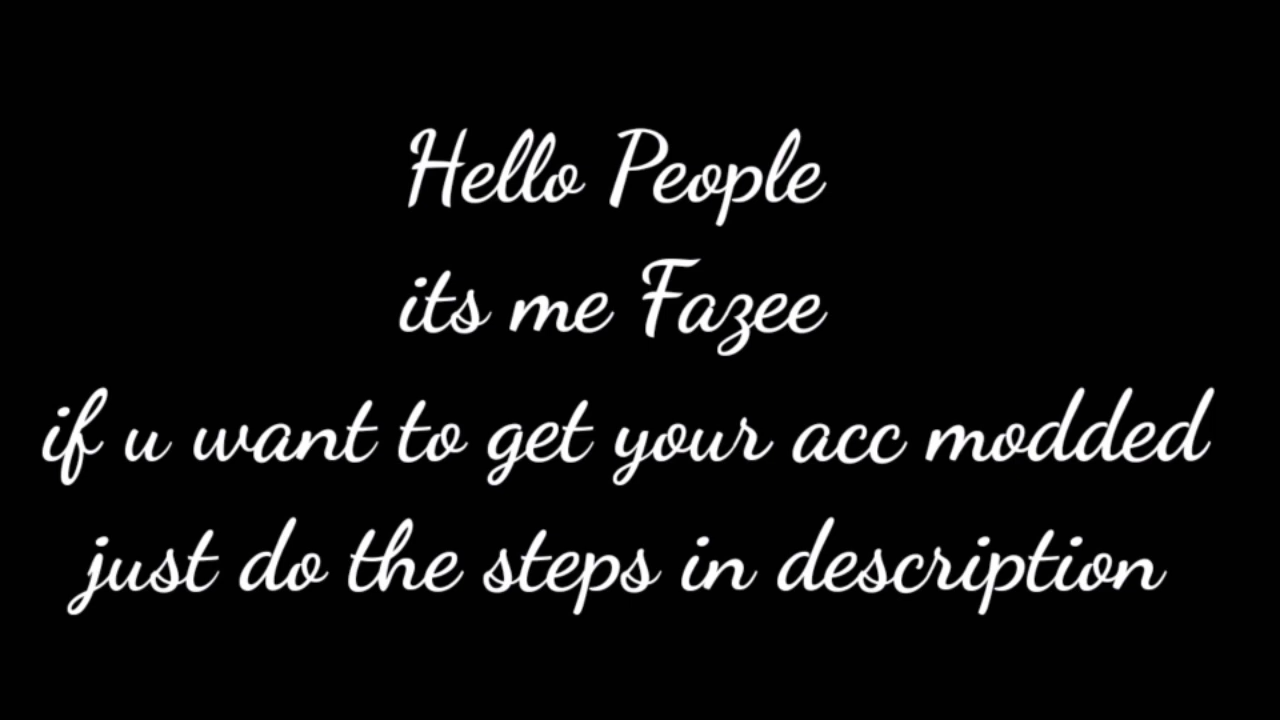 Hello People
its me Fazee
if u want to get your acc modded
just do the steps in description